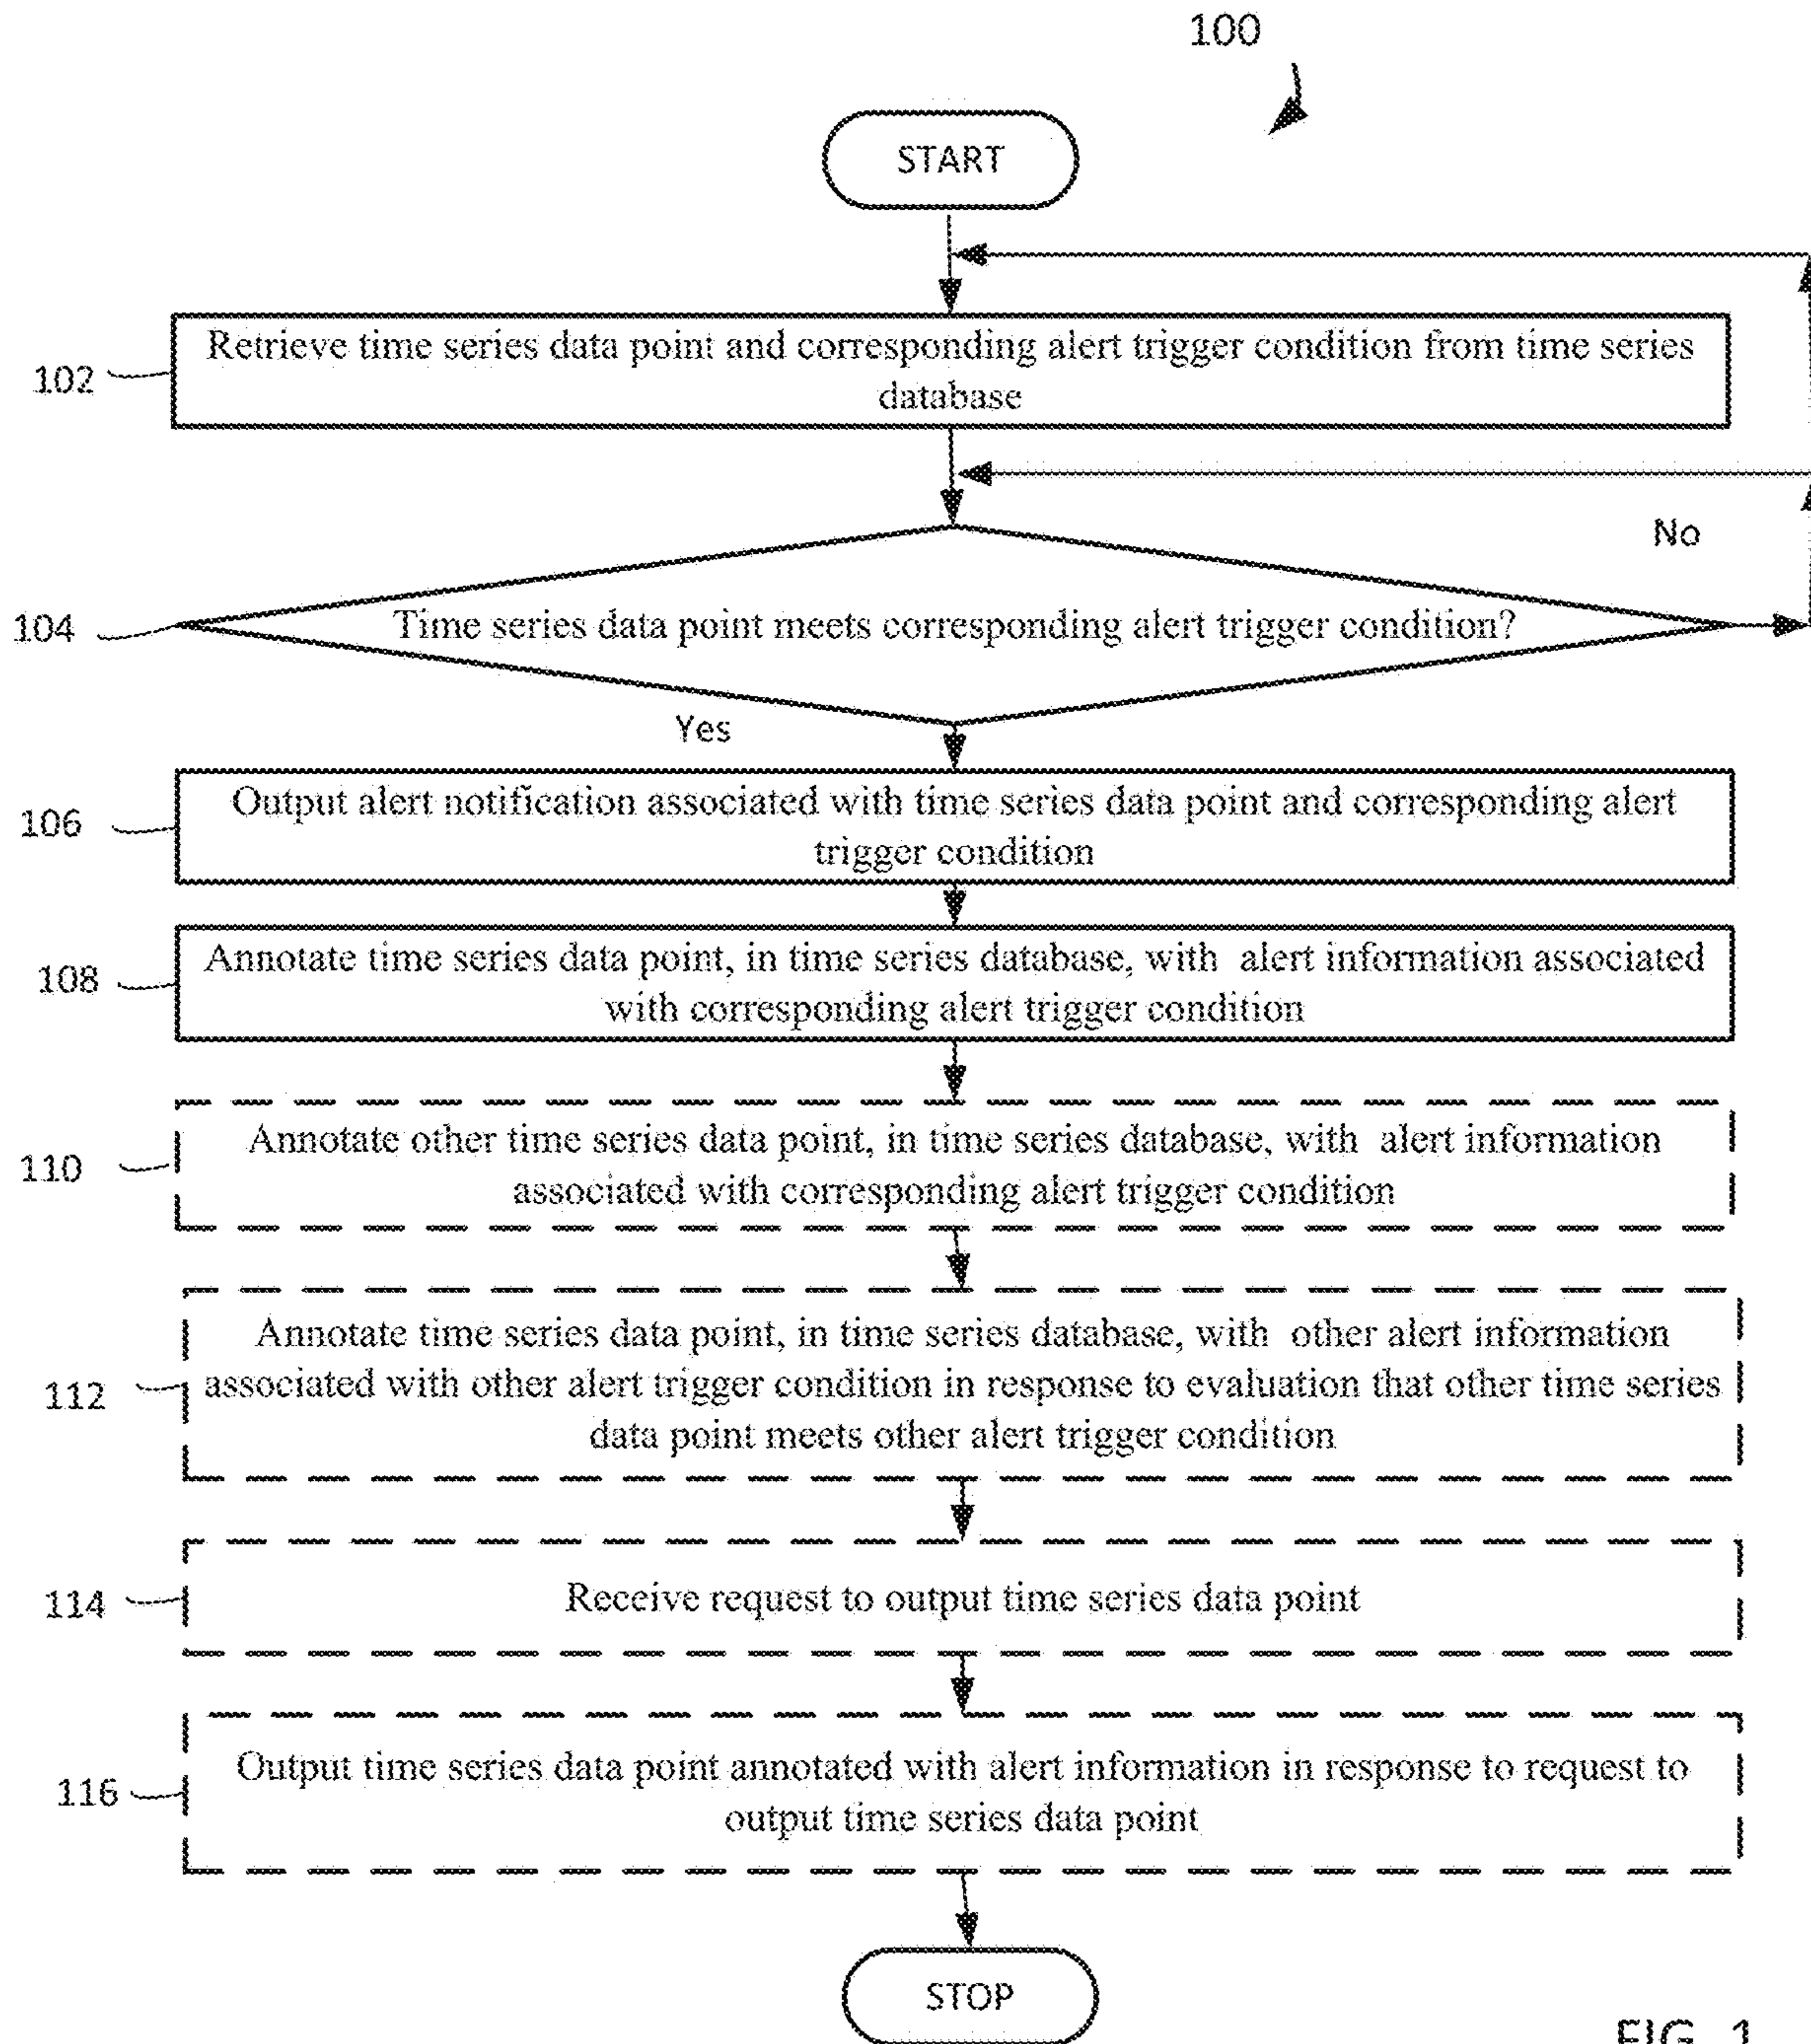 100
START
Retrieve time series data point and corresponding alert trigger condition from time series
database
102
No
104
Time series data point meets corresponding alert trigger condition?
Yes
106
Output alert notification associated with time series data point and corresponding alert
trigger condition
108
Annotate time series data point, in time series database, with alert information associated
with corresponding alert trigger condition
110
Annotate other time series data point, in time series database, with alert information
associated with corresponding alert trigger condition
112
Annotate time series data point, in time series database, with other alert information
associated with other alert trigger condition in response to evaluation that other time series
data point meets other alert trigger condition
114
Receive request to output time series data point
116
Output time series data point annotated with alert information in response to request to
output time series data point
STOP
FIG. 1